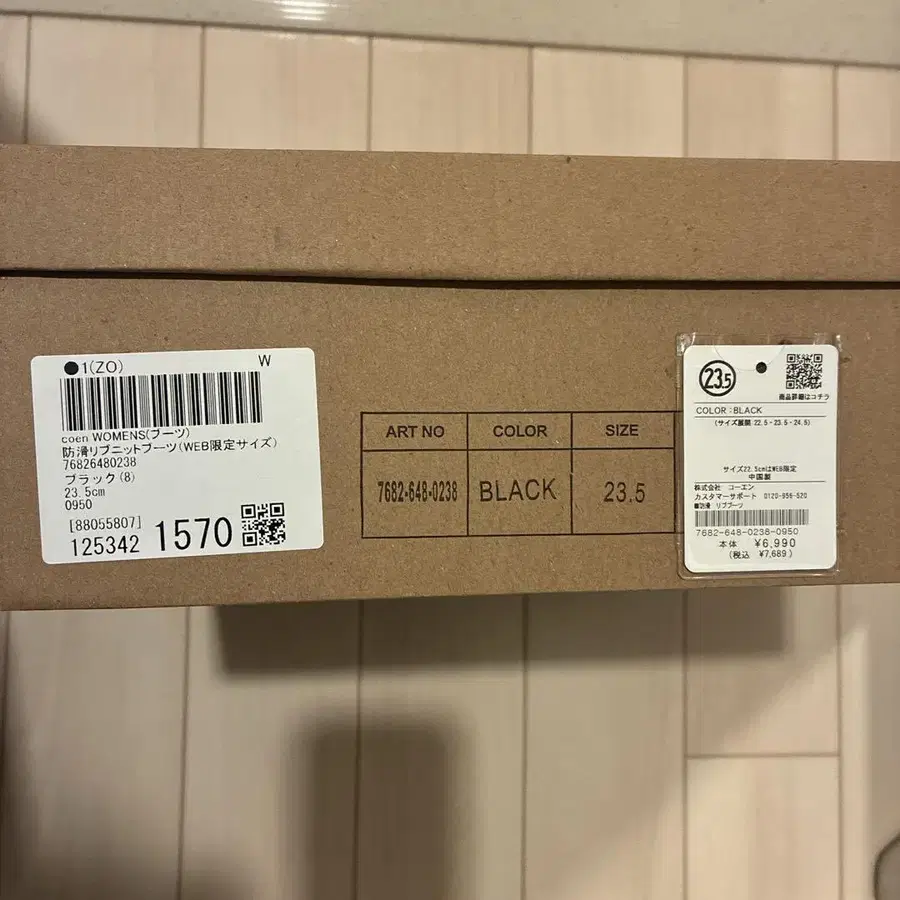 ●1(ZO)
W
coen WOMENS(ブーツ)
防滑リブニットブーツ(WEB限定サイズ)
76826480238
ブラック(8)
23.5cm
0950
[88055807]
125342 1570
ART NO COLOR SIZE
7682-648-0238 BLACK 23.5
23.5
商品詳細はコチラ
COLOR:BLACK
(サイズ展開:22.5-23.5-24.5)
サイズ22.5cmはWEB限定
中国製
株式会社 コーエン
カスタマーサポート 0120-956-520
■防滑 リブブーツ
7682-648-0238-0950
本体 ¥6,990
(税込 ¥7,689)